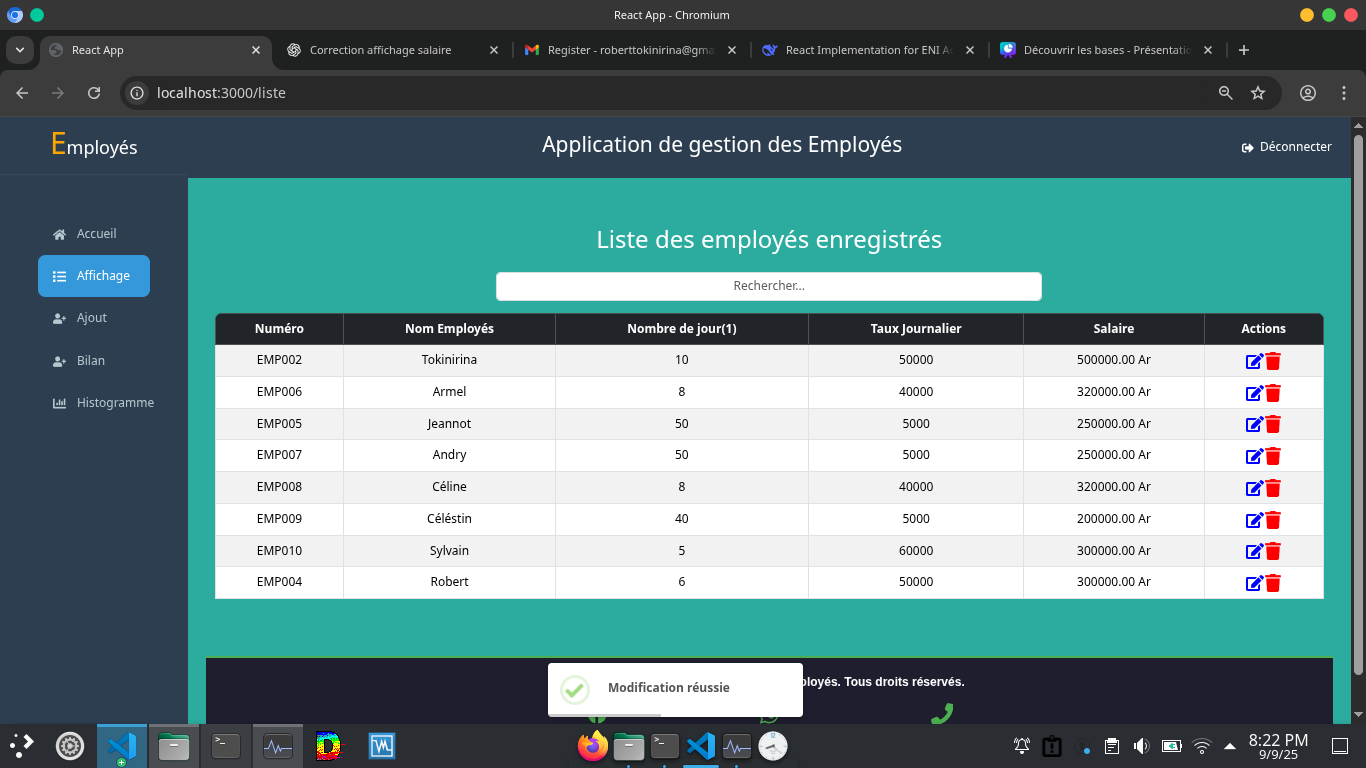 React App - Chromium
React App
Correction affichage salaire
Register - roberttokinirina@gma
React Implementation for ENI A
Découvrir les bases - Présentati
localhost:3000/liste
Employés
Application de gestion des Employés
Déconnecter
Accueil
Affichage
Ajout
Bilan
Histogramme
Liste des employés enregistrés
Rechercher...
Numéro Nom Employés Nombre de jour(1) Taux Journalier Salaire Actions
EMP002 Tokinirina 10 50000 500000.00 Ar
EMP006 Armel 8 40000 320000.00 Ar
EMP005 Jeannot 50 5000 250000.00 Ar
EMP007 Andry 50 5000 250000.00 Ar
EMP008 Céline 8 40000 320000.00 Ar
EMP009 Céléstin 40 5000 200000.00 Ar
EMP010 Sylvain 5 60000 300000.00 Ar
EMP004 Robert 6 50000 300000.00 Ar
ployés. Tous droits réservés.
Modification réussie
8:22 PM
9/9/25